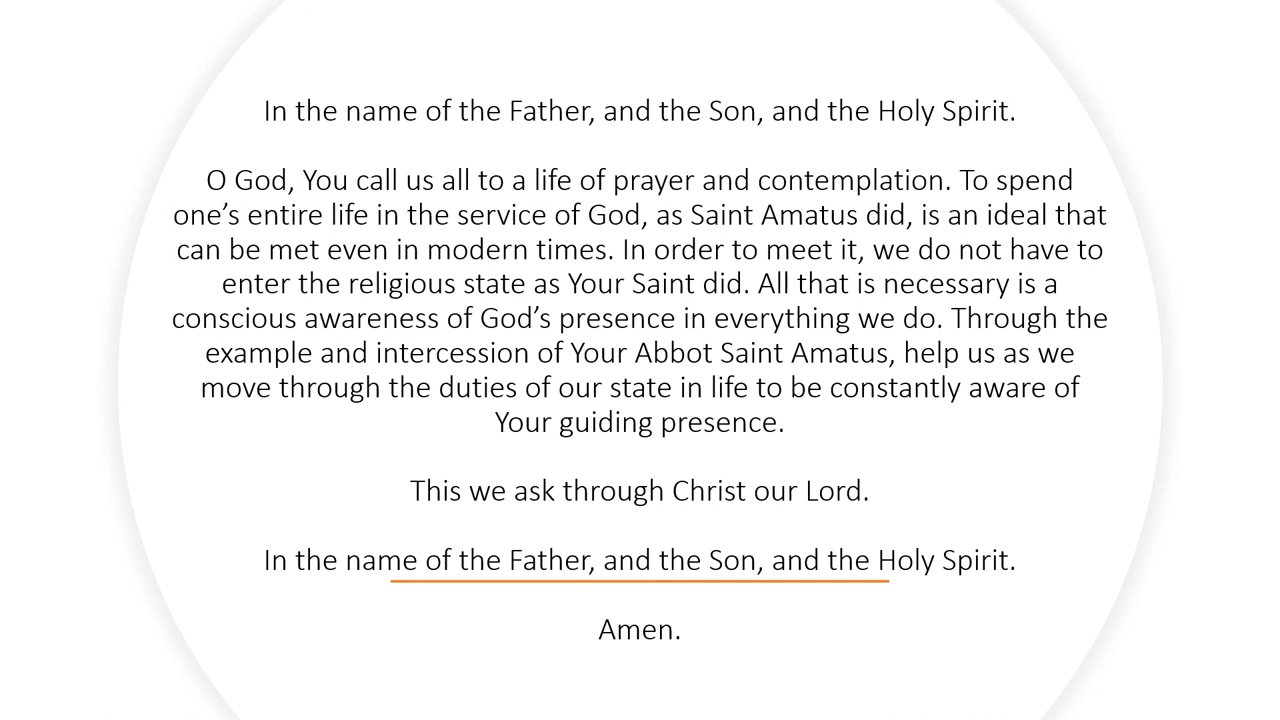 In the name of the Father, and the Son, and the Holy Spirit.
O God, You call us all to a life of prayer and contemplation. To spend
one’s entire life in the service of God, as Saint Amatus did, is an ideal that
can be met even in modern times. In order to meet it, we do not have to
enter the religious state as Your Saint did. All that is necessary is a
conscious awareness of God’s presence in everything we do. Through the
example and intercession of Your Abbot Saint Amatus, help us as we
move through the duties of our state in life to be constantly aware of
Your guiding presence.
This we ask through Christ our Lord.
In the name of the Father, and the Son, and the Holy Spirit.
Amen.